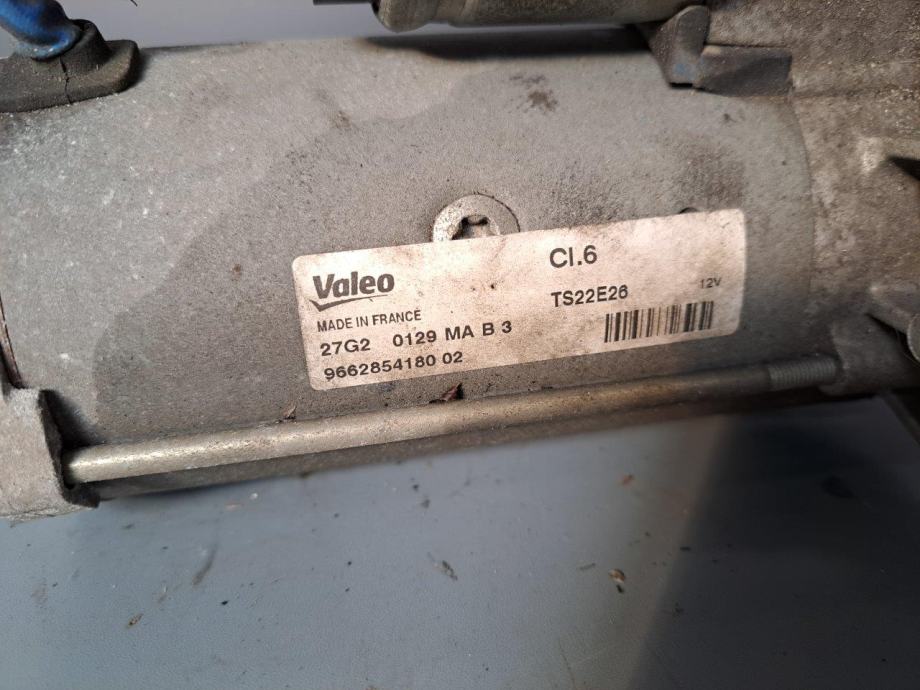 Valeo
Cl.6
MADE IN FRANCE
TS22E26
12V
27G2 0129 MA B 3
9662854180 02